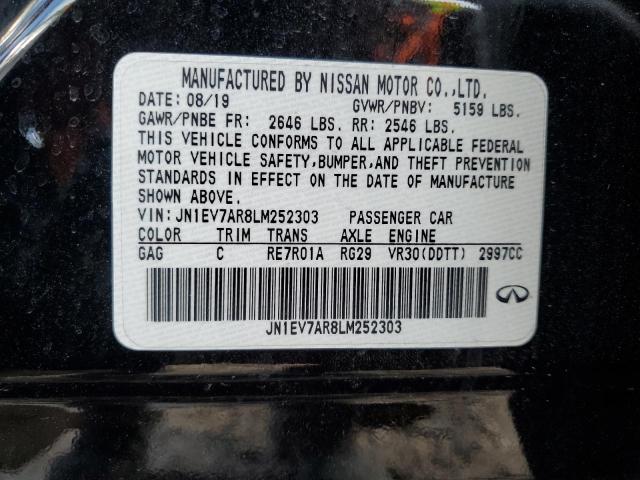 MANUFACTURED BY NISSAN MOTOR CO.,LTD.
DATE: 08/19 GVWR/PNBV: 5159 LBS.
GAWR/PNBE FR: 2646 LBS. RR: 2546 LBS.
THIS VEHICLE CONFORMS TO ALL APPLICABLE FEDERAL
MOTOR VEHICLE SAFETY,BUMPER,AND THEFT PREVENTION
STANDARDS IN EFFECT ON THE DATE OF MANUFACTURE
SHOWN ABOVE.
VIN: JN1EV7AR8LM252303 PASSENGER CAR
COLOR TRIM TRANS AXLE ENGINE
GAG C RE7R01A RG29 VR30(DDTT) 2997CC
JN1EV7AR8LM252303